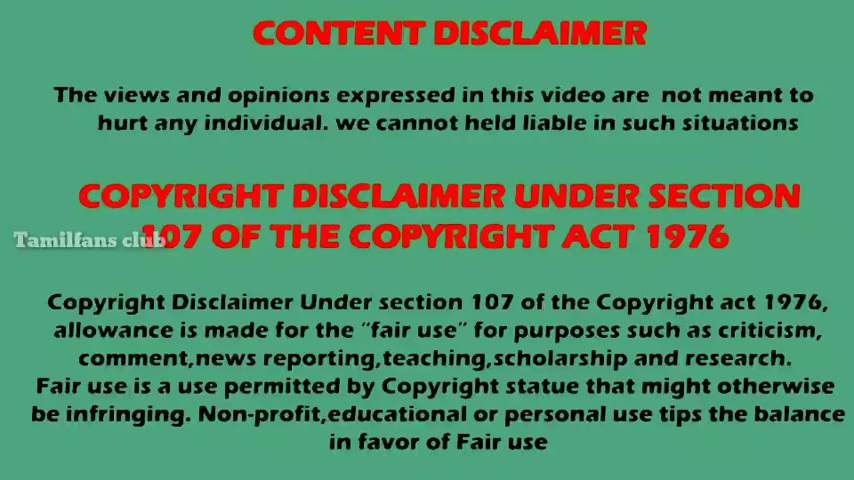 CONTENT DISCLAIMER
The views and opinions expressed in this video are not meant to
hurt any individual. we cannot held liable in such situations
COPYRIGHT DISCLAIMER UNDER SECTION
107 OF THE COPYRIGHT ACT 1976
Tamilfans club
Copyright Disclaimer Under section 107 of the Copyright act 1976,
allowance is made for the "fair use" for purposes such as criticism,
comment,news reporting,teaching,scholarship and research.
Fair use is a use permitted by Copyright statue that might otherwise
be infringing. Non-profit,educational or personal use tips the balance
in favor of Fair use